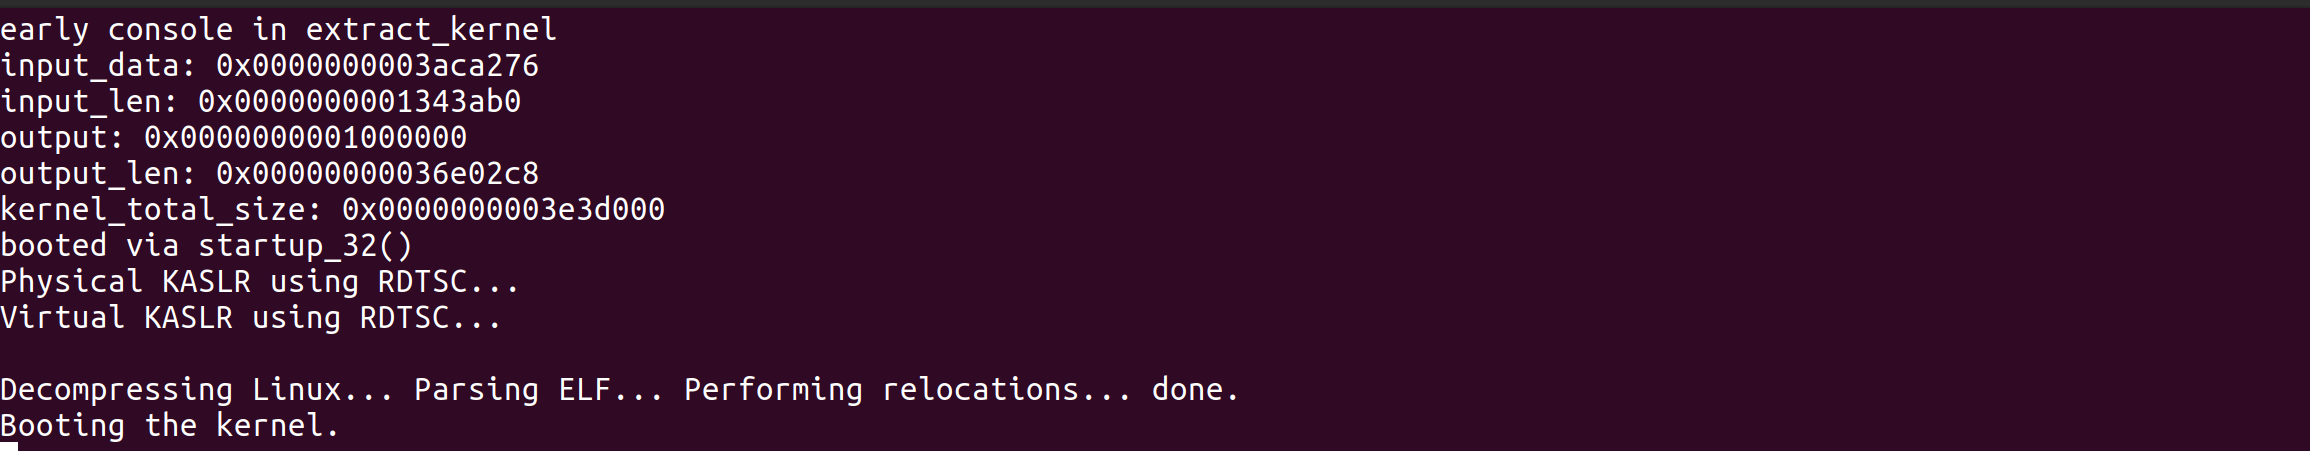 early console in extract_kernel
input_data: 0x0000000003aca276
input_len: 0x0000000001343ab0
output: 0x0000000001000000
output_len: 0x00000000036e02c8
kernel_total_size: 0x0000000003e3d000
booted via startup_32()
Physical KASLR using RDTSC...
Virtual KASLR using RDTSC...

Decompressing Linux... Parsing ELF... Performing relocations... done.
Booting the kernel.